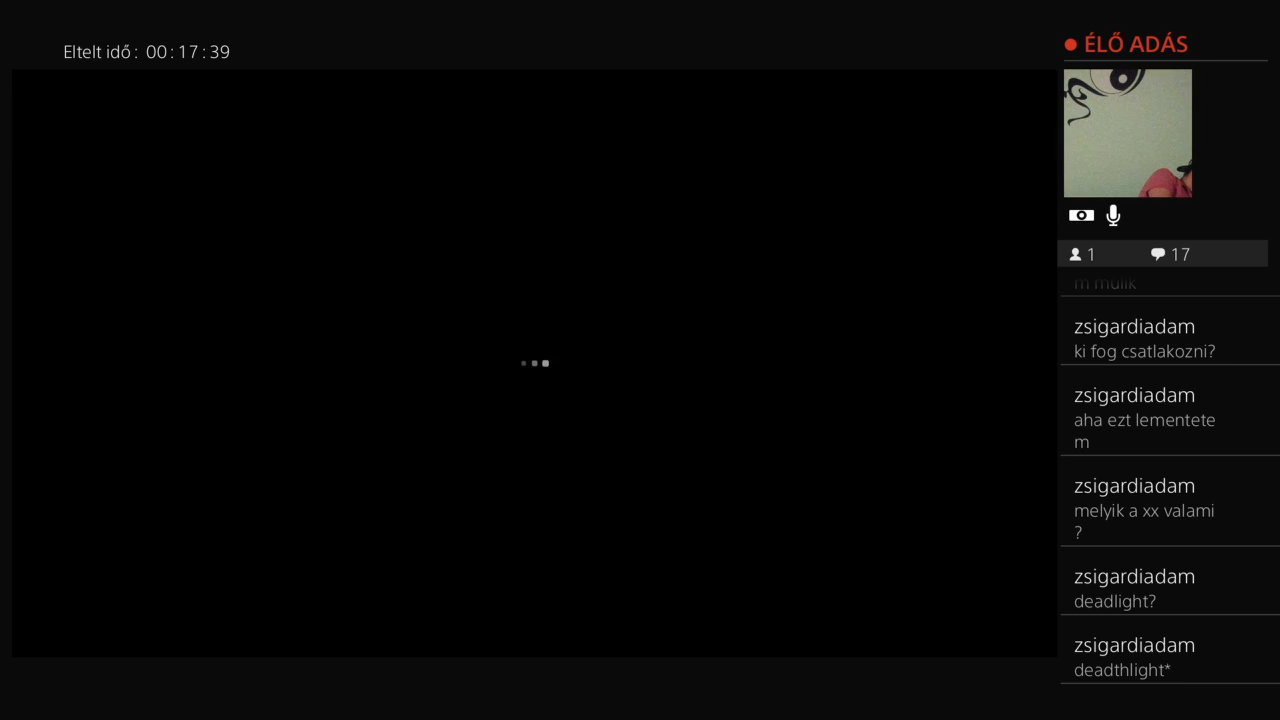 Eltelt idő: 00:17:39
ÉLŐ ADÁS
1 17
m mulik
zsigardiadam
ki fog csatlakozni?
zsigardiadam
aha ezt lementete
m
zsigardiadam
melyik a xx valami
?
zsigardiadam
deadlight?
zsigardiadam
deadthlight*